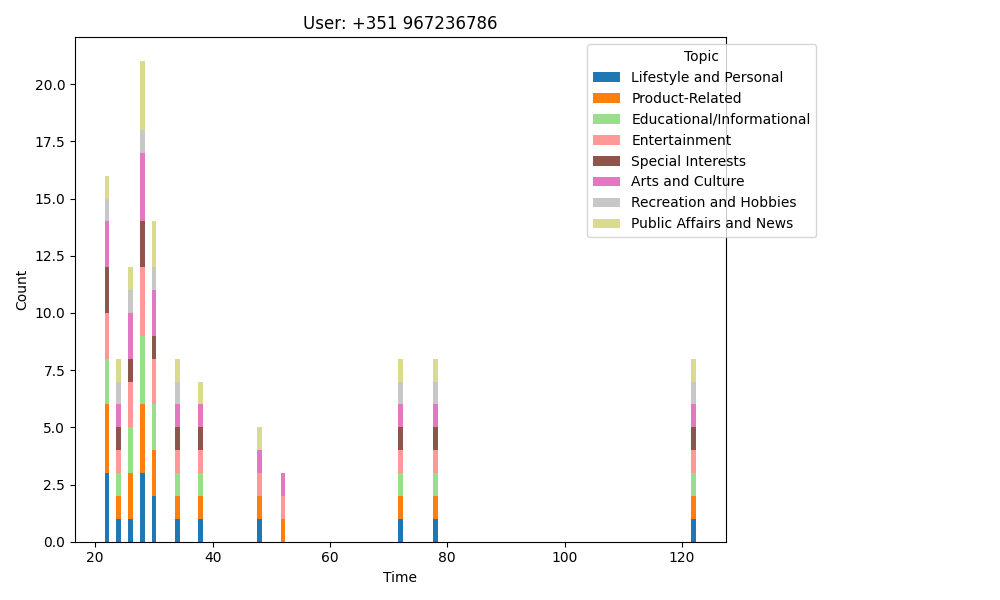 User: +351 967236786
Topic
Lifestyle and Personal
Product-Related
Educational/Informational
Entertainment
Special Interests
Arts and Culture
Recreation and Hobbies
Public Affairs and News
Count
20.0
17.5
15.0
12.5
10.0
7.5
5.0
2.5
0.0
20 40 60 80 100 120
Time